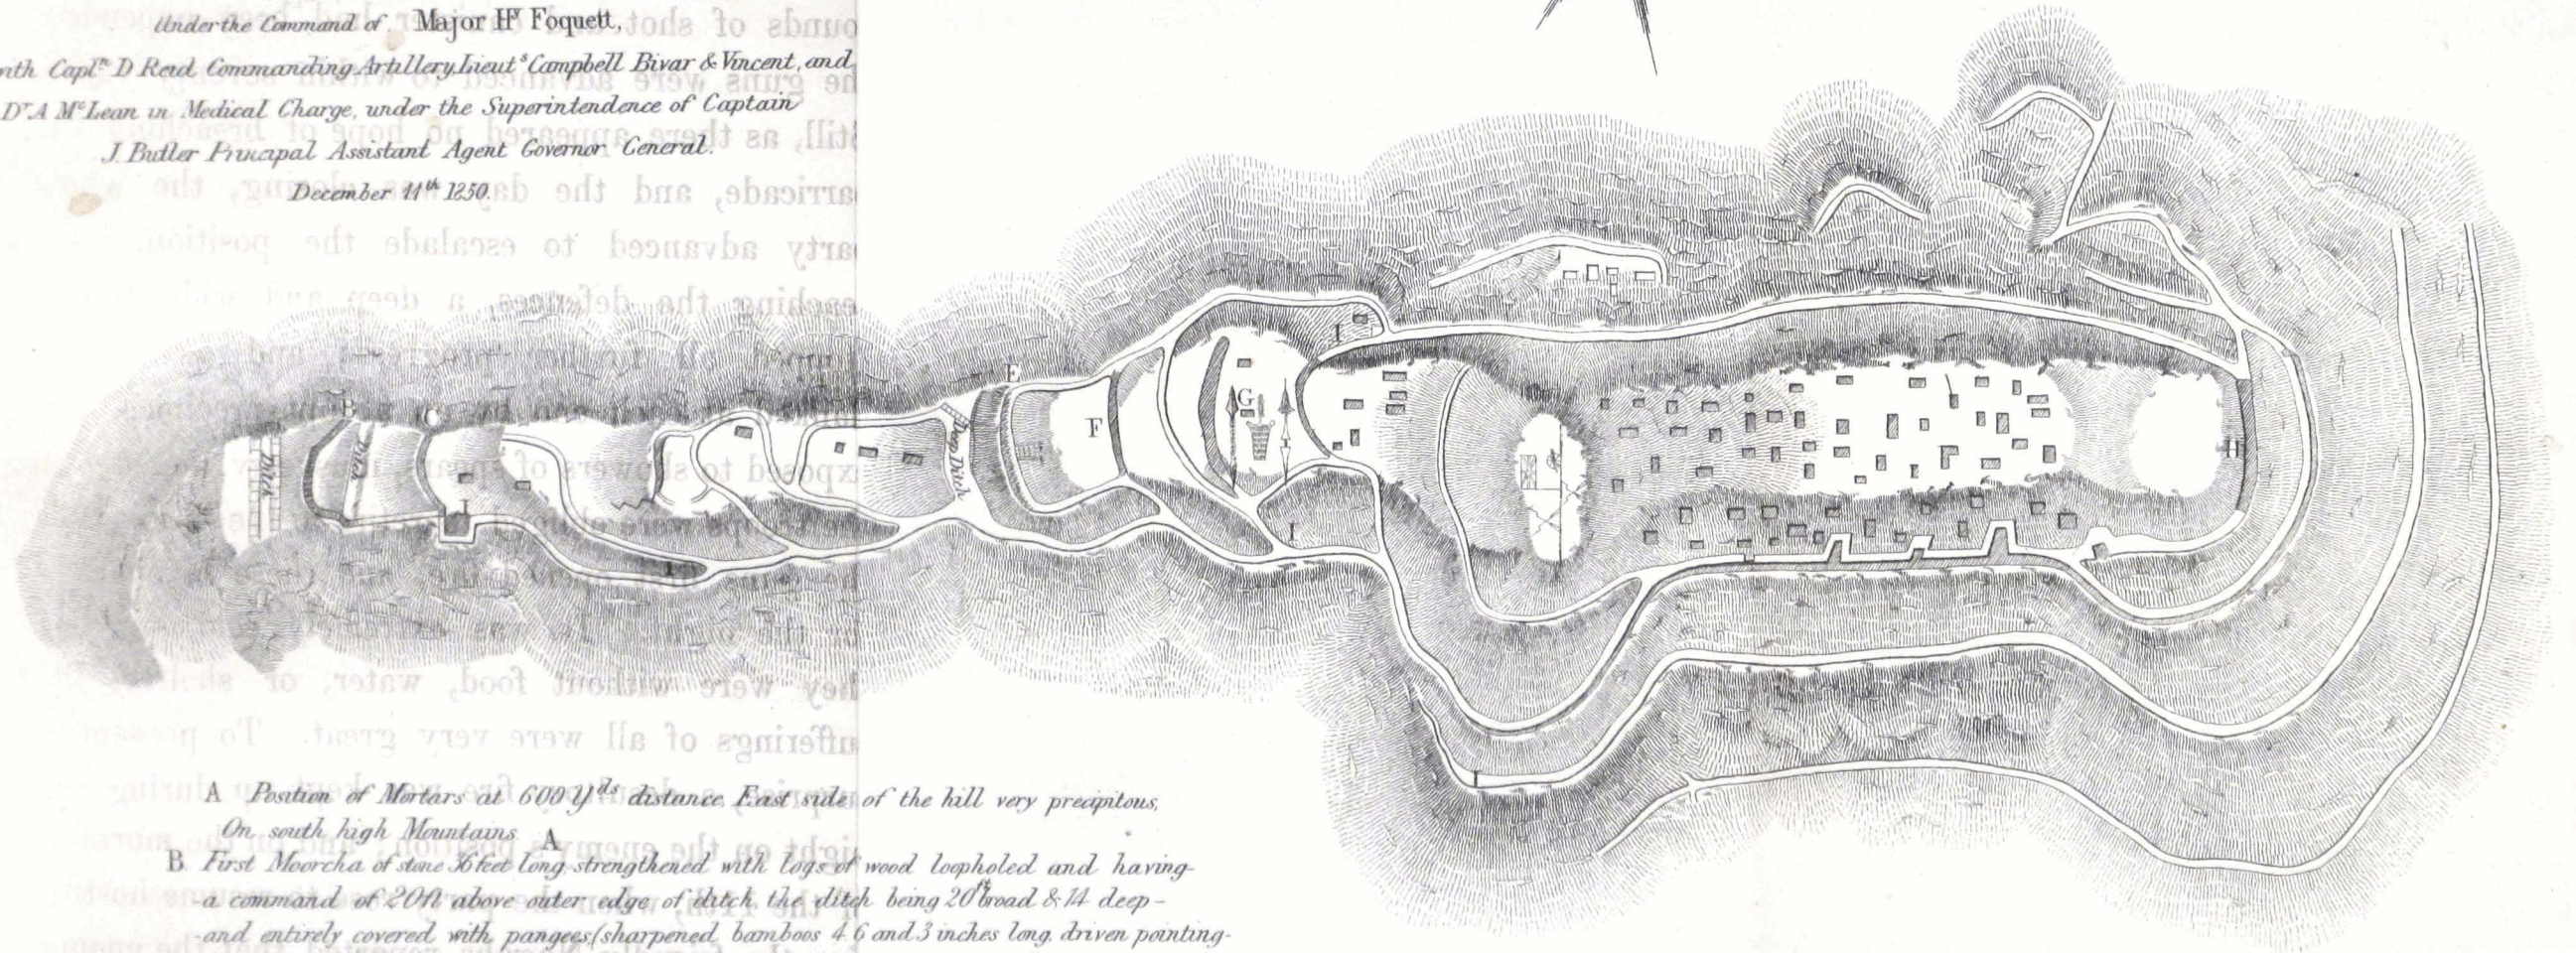 Under the Command of Major Hy Foquett,
with Captn D Reid Commanding Artillery, Lieuts Campbell Bivar & Vincent, and
Dr A McLean in Medical Charge, under the Superintendence of Captain
J. Butler Principal Assistant Agent Governor General.
December 11th 1850.
E
I
B
C
G
F
Deep Ditch
H
Ditch
Ditch
I
I
I
I
A Position of Mortars at 600 Yds distance, East side of the hill very precipitous,
On south high Mountains A
B. First Moorcha of stone 36 feet long, strengthened with logs of wood loopholed and having-
-a command of 20ft above outer edge of ditch, the ditch being 20ft broad & 14 deep-
-and entirely covered with pangees (sharpened bamboos 4. 6 and 3 inches long, driven pointing-